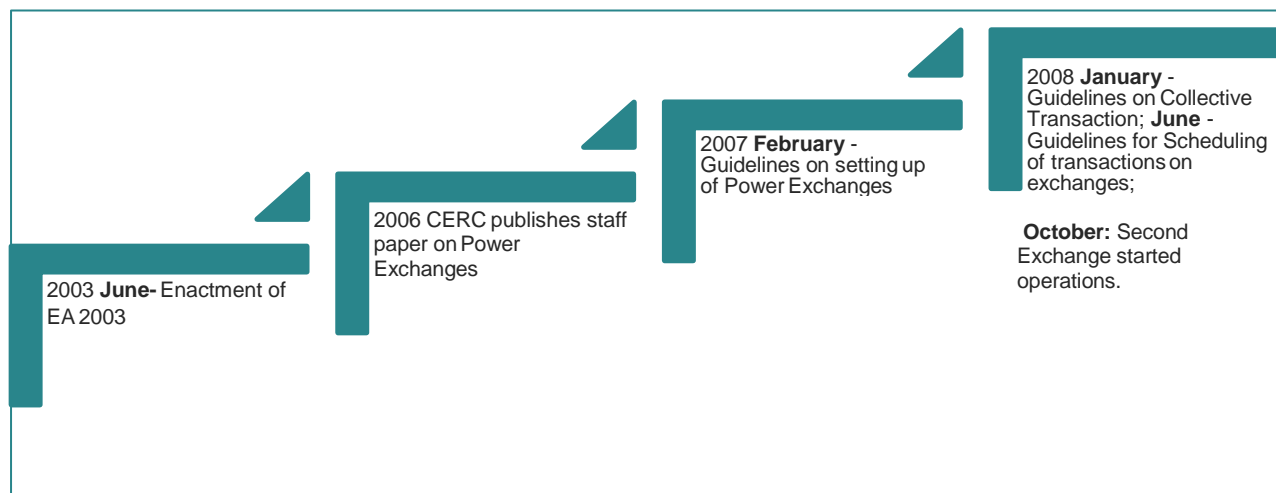 2003 June- Enactment of
EA 2003
2006 CERC publishes staff
paper on Power
Exchanges
2007 February -
Guidelines on setting up
of Power Exchanges
2008 January -
Guidelines on Collective
Transaction; June -
Guidelines for Scheduling
of transactions on
exchanges;
October: Second
Exchange started
operations.